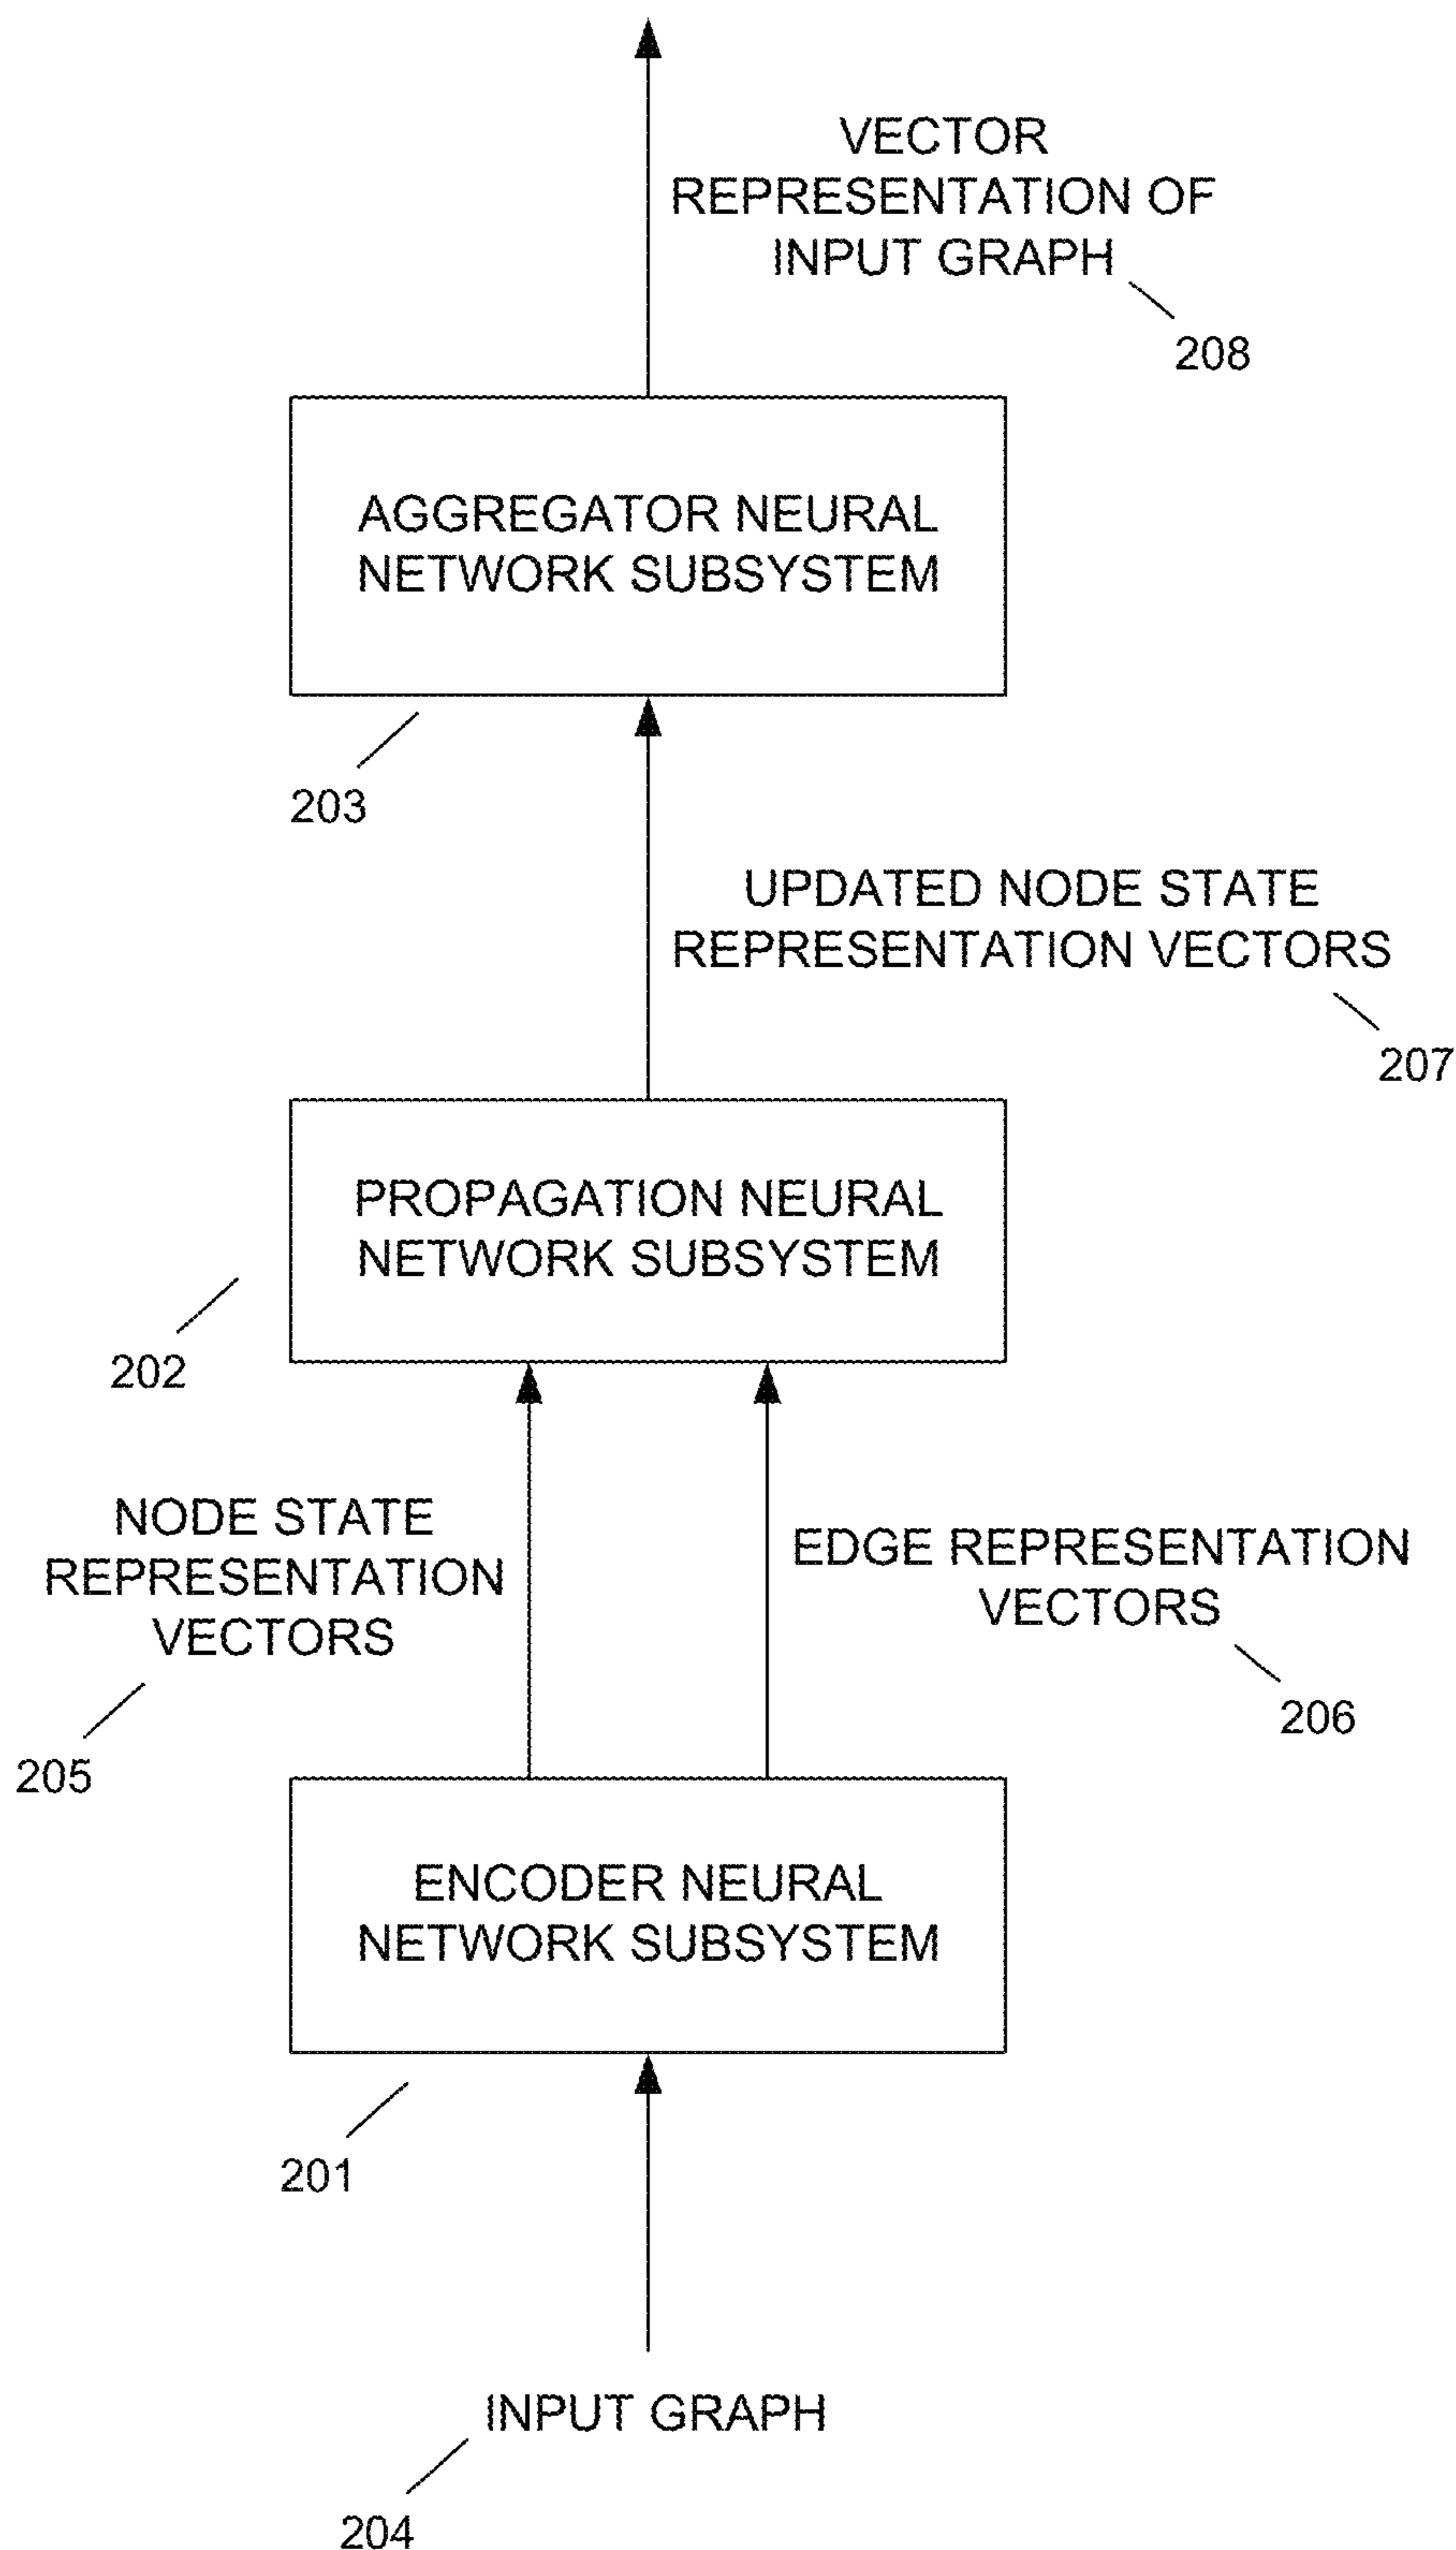 VECTOR
REPRESENTATION OF
INPUT GRAPH
208
AGGREGATOR NEURAL
NETWORK SUBSYSTEM
203
UPDATED NODE STATE
REPRESENTATION VECTORS
207
PROPAGATION NEURAL
NETWORK SUBSYSTEM
202
NODE STATE
REPRESENTATION
VECTORS
205
EDGE REPRESENTATION
VECTORS
206
ENCODER NEURAL
NETWORK SUBSYSTEM
201
INPUT GRAPH
204